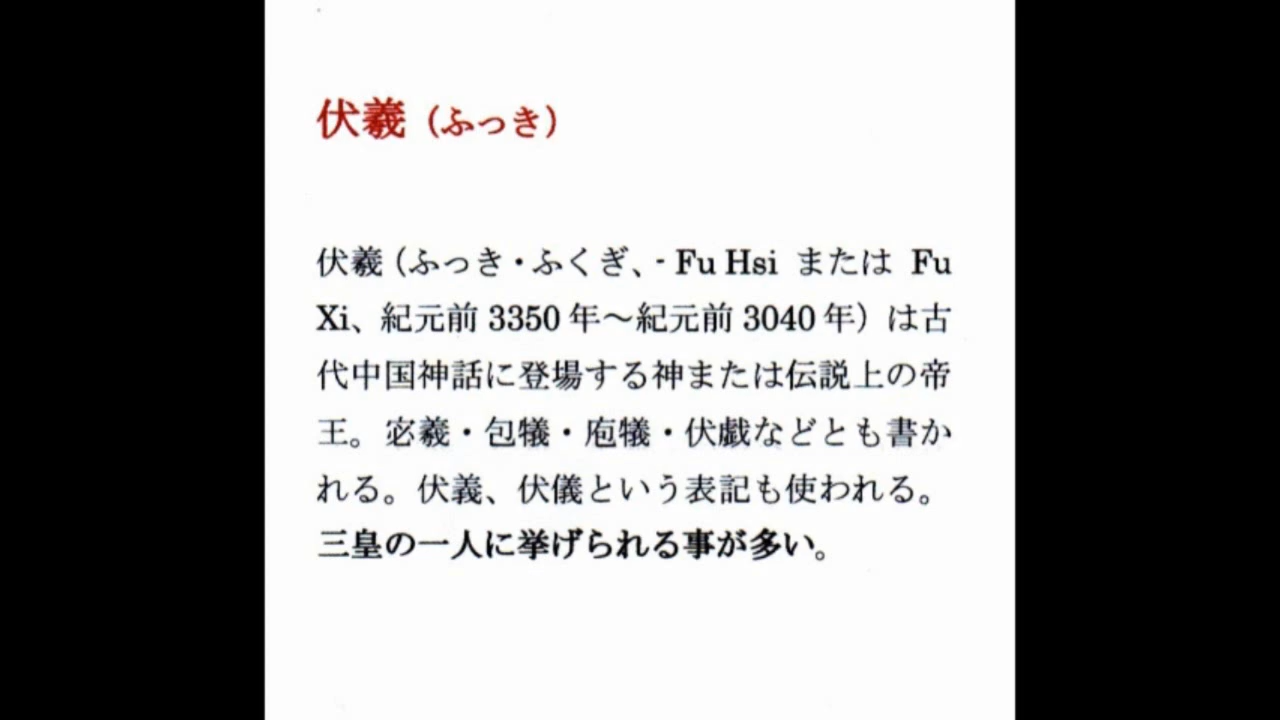 伏羲（ふっき）
伏羲（ふっき・ふくぎ、- Fu Hsi または Fu
Xi、紀元前 3350 年～紀元前 3040 年）は古
代中国神話に登場する神または伝説上の帝
王。宓羲・包犠・庖犠・伏戯などとも書か
れる。伏義、伏儀という表記も使われる。
三皇の一人に挙げられる事が多い。